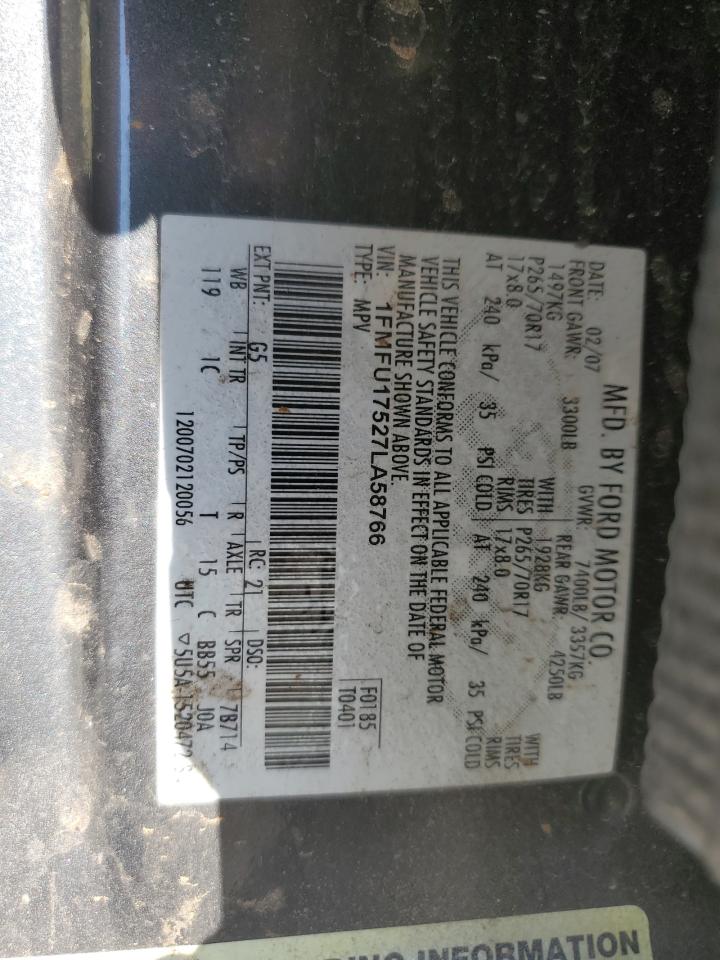 MFD. BY FORD MOTOR CO.
DATE: 02/07 GVWR: 7400LB/ 3357KG
FRONT GAWR: 3300LB REAR GAWR: 4250LB
1497KG WITH 1928KG WITH
P265/70R17 TIRES P265/70R17 TIRES
17x8.0 RIMS 17x8.0 RIMS
AT 240 kPa/ 35 PSI COLD AT 240 kPa/ 35 PSI COLD
THIS VEHICLE CONFORMS TO ALL APPLICABLE FEDERAL MOTOR
VEHICLE SAFETY STANDARDS IN EFFECT ON THE DATE OF
MANUFACTURE SHOWN ABOVE.
VIN: 1FMFU17527LA58766 F0185
TYPE: MPV T0401
EXT PNT: G5 RC: 21 DSO:
WB INT TR TP/PS R AXLE TR SPR 7B714
119 1C T 15 C BB55 J0A
1200702120056 UTC
INFORMATION